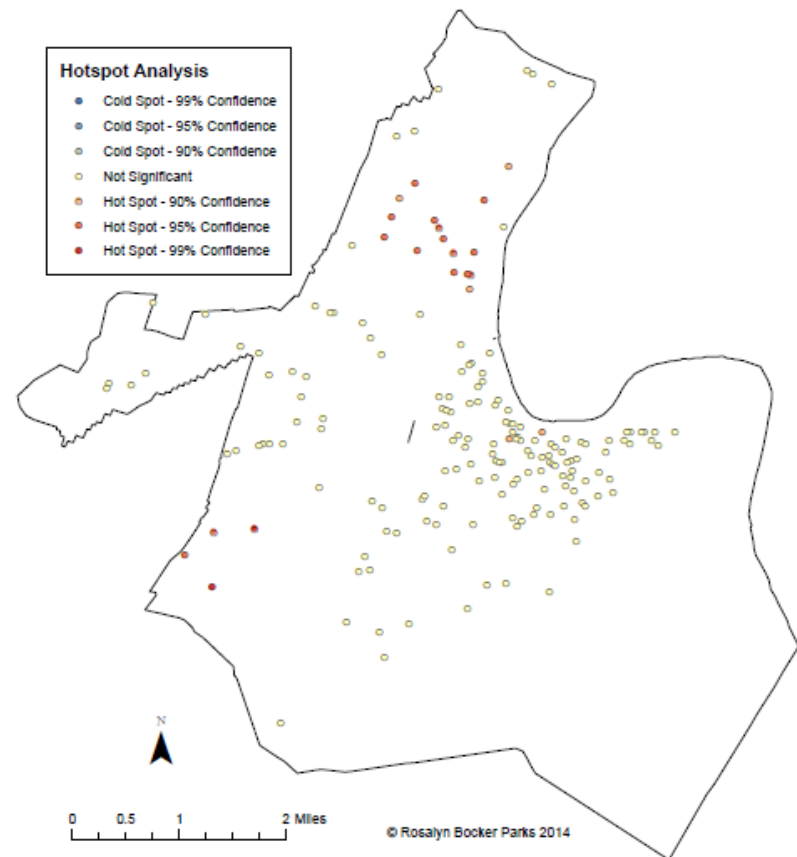 Hotspot Analysis
Cold Spot - 99% Confidence
Cold Spot - 95% Confidence
Cold Spot - 90% Confidence
Not Significant
Hot Spot - 90% Confidence
Hot Spot - 95% Confidence
Hot Spot - 99% Confidence
N
0 0.5 1 2 Miles
© Rosalyn Bocker Parks 2014